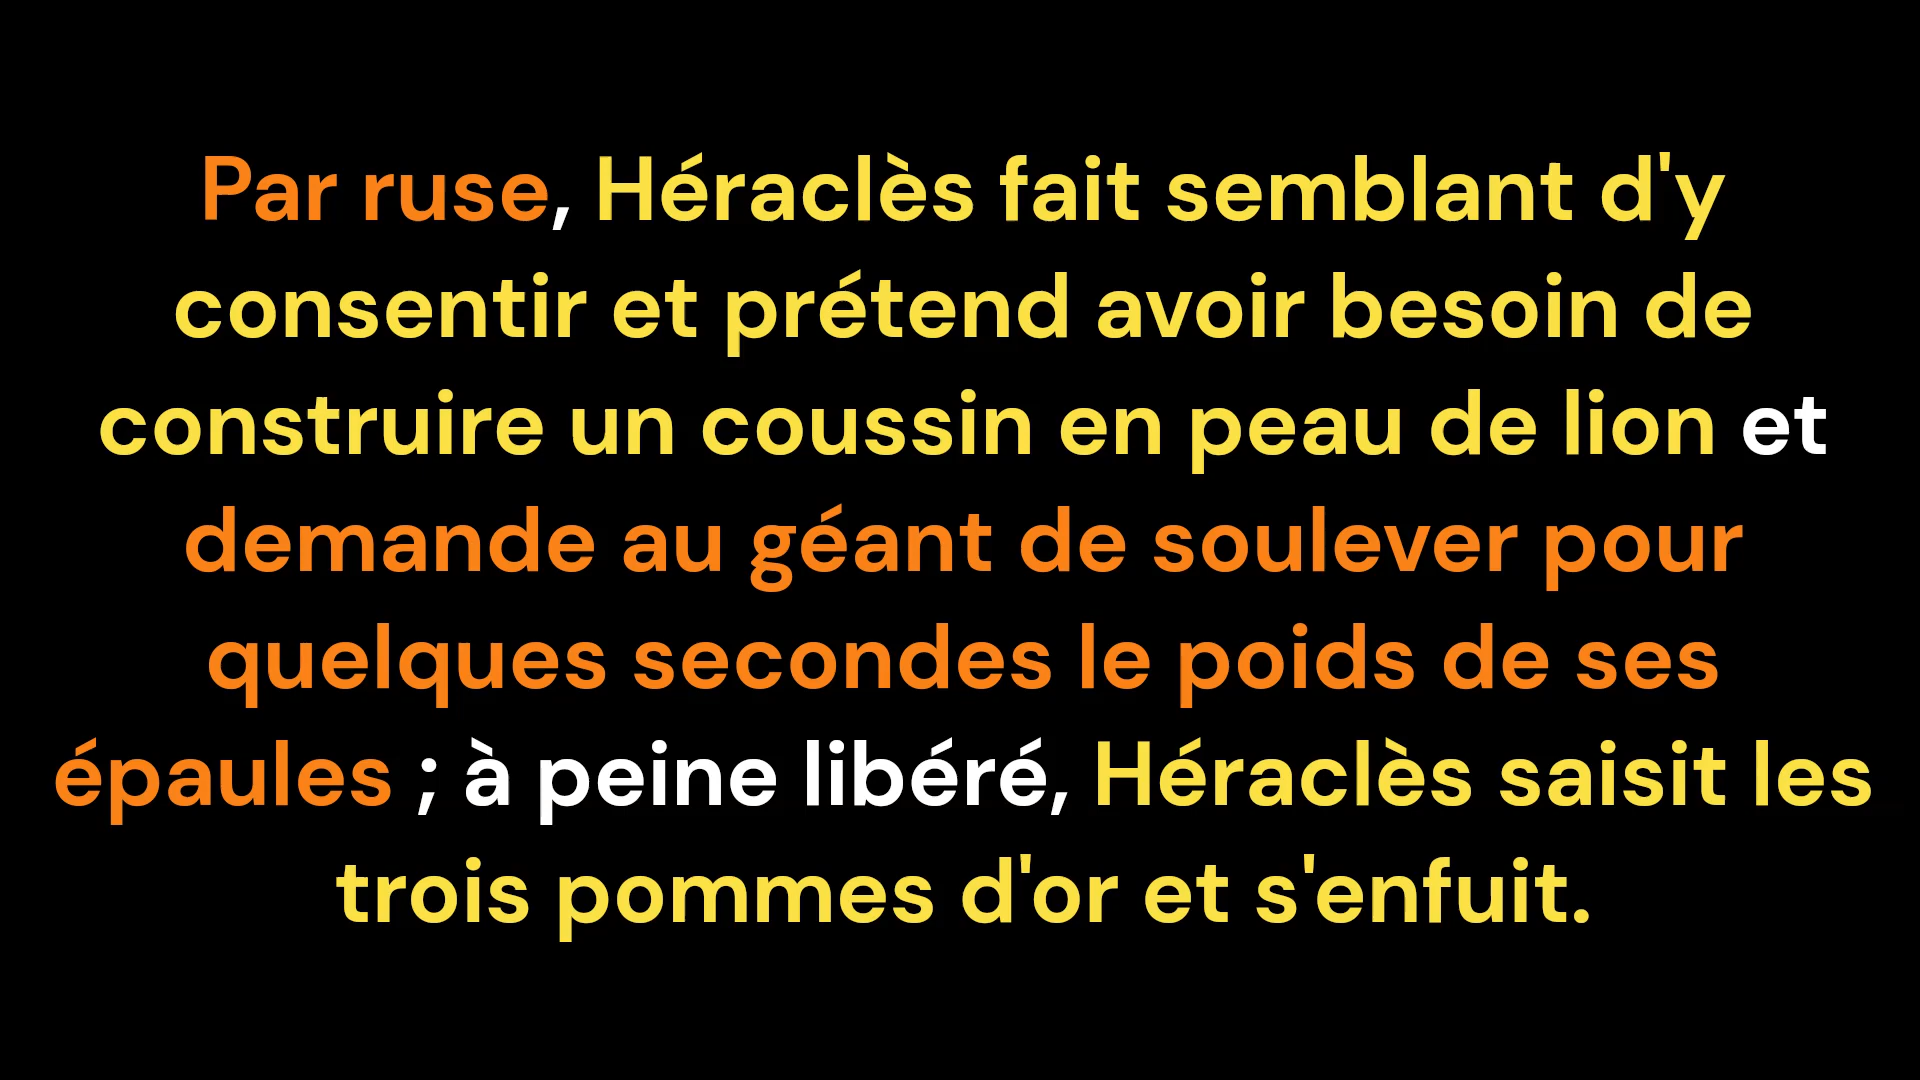 Par ruse, Héraclès fait semblant d'y
consentir et prétend avoir besoin de
construire un coussin en peau de lion et
demande au géant de soulever pour
quelques secondes le poids de ses
épaules ; à peine libéré, Héraclès saisit les
trois pommes d'or et s'enfuit.